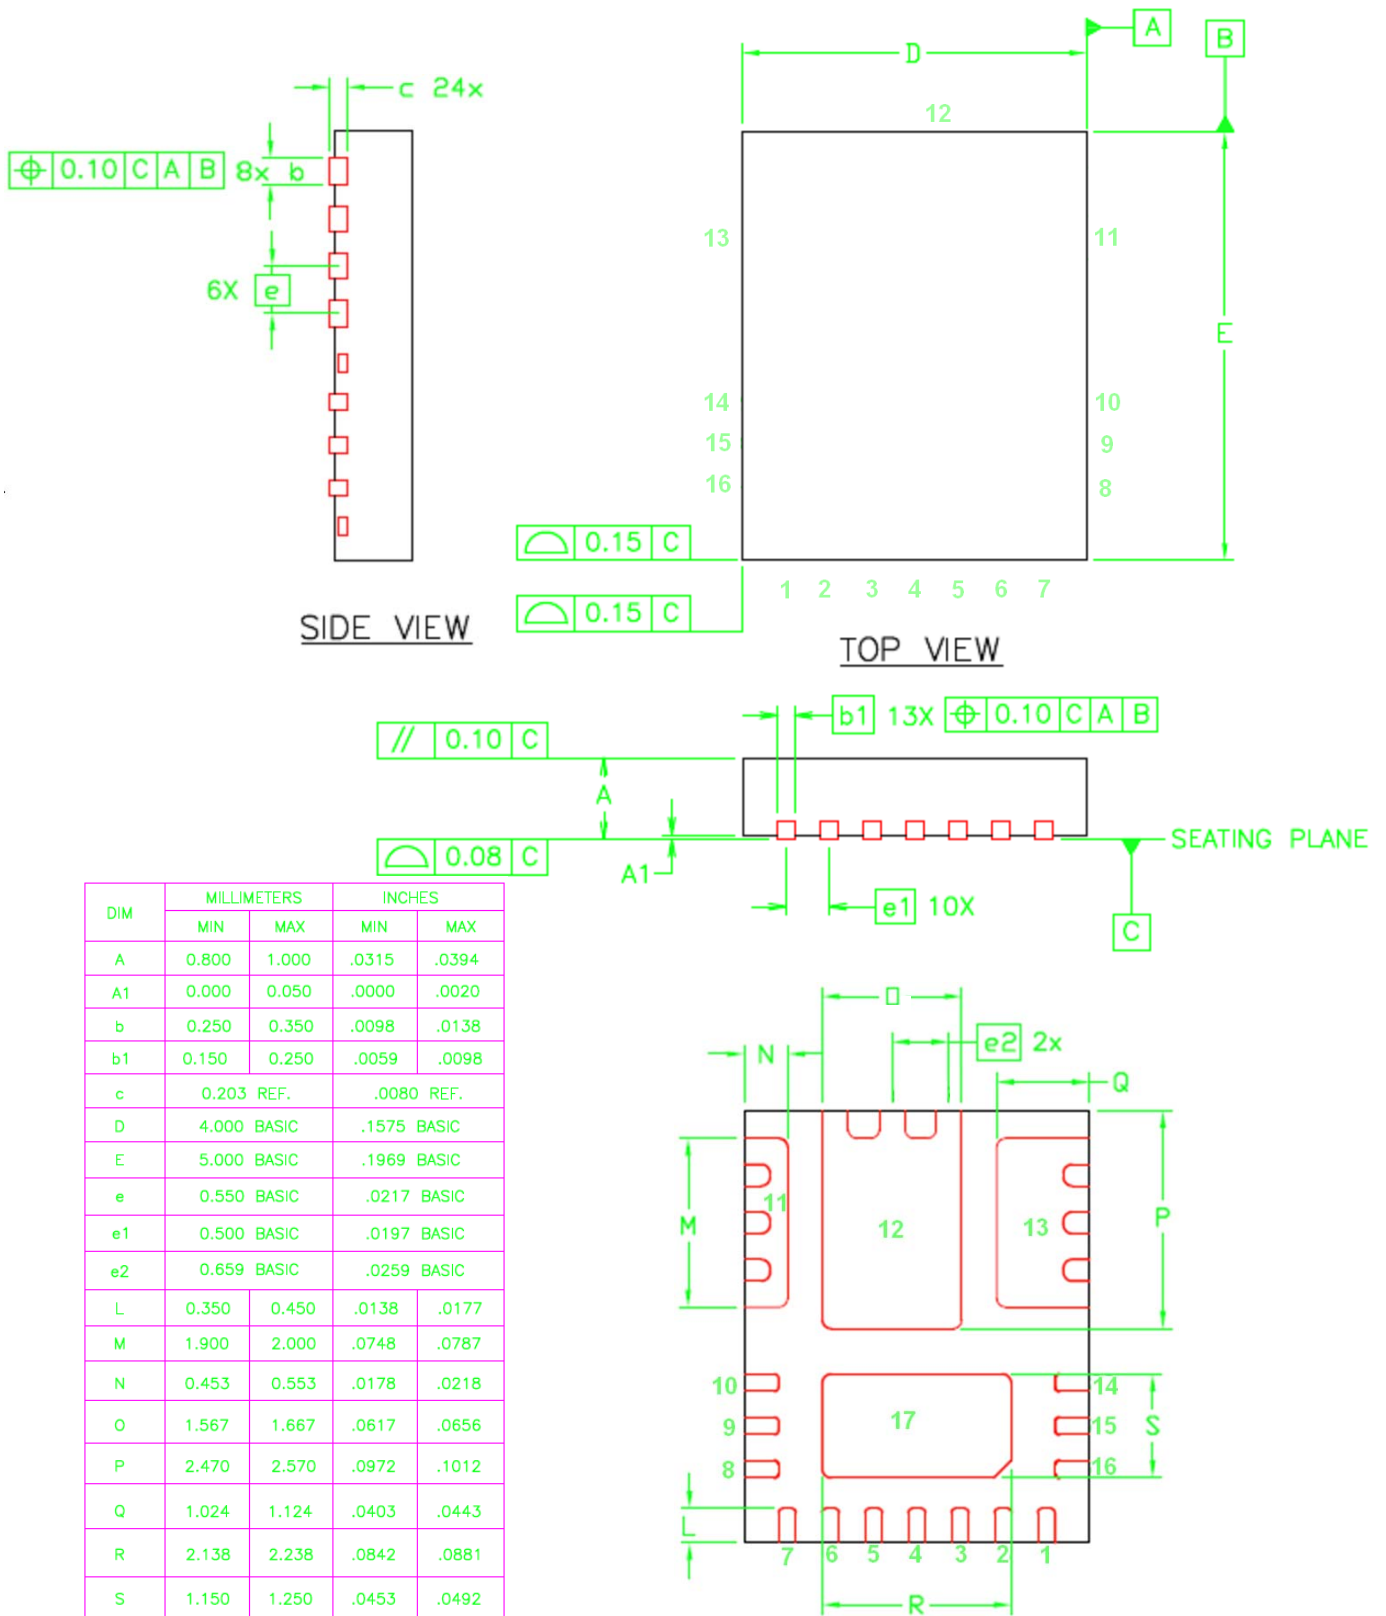 A
B
D
c 24x
12
0.10 C A B 8x b
13
11
6X e
E
14
10
15
9
16
8
0.15 C
1 2 3 4 5 6 7
0.15 C
SIDE VIEW
TOP VIEW
b1 13X 0.10 C A B
// 0.10 C
A
SEATING PLANE
0.08 C
A1
e1 10X
C
DIM MILLIMETERS INCHES
MIN MAX MIN MAX
A 0.800 1.000 .0315 .0394
A1 0.000 0.050 .0000 .0020
b 0.250 0.350 .0098 .0138
b1 0.150 0.250 .0059 .0098
c 0.203 REF. .0080 REF.
D 4.000 BASIC .1575 BASIC
E 5.000 BASIC .1969 BASIC
e 0.550 BASIC .0217 BASIC
e1 0.500 BASIC .0197 BASIC
e2 0.659 BASIC .0259 BASIC
L 0.350 0.450 .0138 .0177
M 1.900 2.000 .0748 .0787
N 0.453 0.553 .0178 .0218
O 1.567 1.667 .0617 .0656
P 2.470 2.570 .0972 .1012
Q 1.024 1.124 .0403 .0443
R 2.138 2.238 .0842 .0881
S 1.150 1.250 .0453 .0492
O
N
e2 2x
Q
11
M
12
13
P
10
14
9
17
15
S
8
16
L
7 6 5 4 3 2 1
R